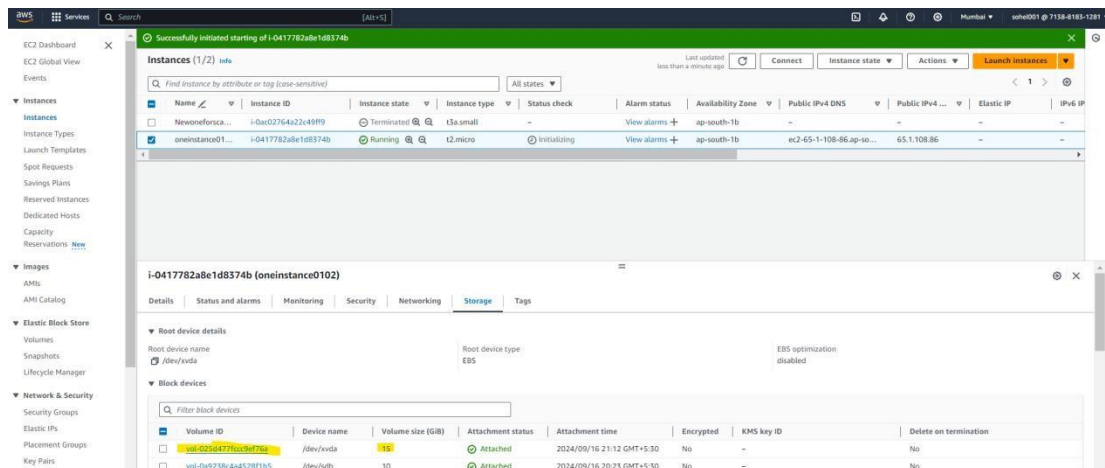 aws Services Search [Alt+S] Mumbai sohel001 @ 7138-8183-1281
EC2 Dashboard
EC2 Global View
Events
Instances
Instances
Instance Types
Launch Templates
Spot Requests
Savings Plans
Reserved Instances
Dedicated Hosts
Capacity
Reservations New
Images
AMIs
AMI Catalog
Elastic Block Store
Volumes
Snapshots
Lifecycle Manager
Network & Security
Security Groups
Elastic IPs
Placement Groups
Key Pairs
Successfully initiated starting of i-0417782a8e1d8374b
Instances (1/2) Info
Last updated
less than a minute ago
Connect Instance state Actions Launch instances
Find Instance by attribute or tag (case-sensitive) All states 1
Name Instance ID Instance state Instance type Status check Alarm status Availability Zone Public IPv4 DNS Public IPv4 ... Elastic IP IPv6 IP
Newoneforsca... i-0ac02764a22c49ff9 Terminated t3a.small – View alarms + ap-south-1b – – – –
oneinstance01... i-0417782a8e1d8374b Running t2.micro Initializing View alarms + ap-south-1b ec2-65-1-108-86.ap-so... 65.1.108.86 – –
i-0417782a8e1d8374b (oneinstance0102)
Details Status and alarms Monitoring Security Networking Storage Tags
Root device details
Root device name Root device type EBS optimization
/dev/xvda EBS disabled
Block devices
Filter block devices
Volume ID Device name Volume size (GiB) Attachment status Attachment time Encrypted KMS key ID Delete on termination
vol-025d477fccc9ef76a /dev/xvda 15 Attached 2024/09/16 21:12 GMT+5:30 No – No
vol-0a9238c4a4528f1b5 /dev/sdb 10 Attached 2024/09/16 20:23 GMT+5:30 No – No